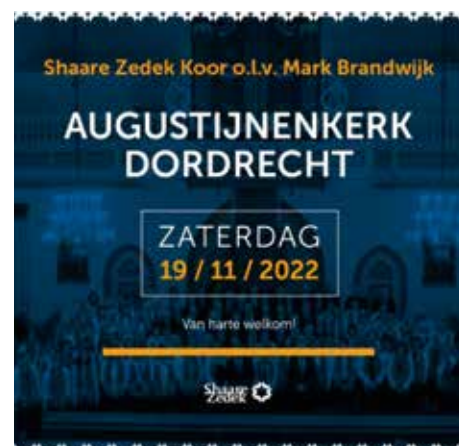 Shaare Zedek Koor o.l.v. Mark Brandwijk
AUGUSTIJNENKERK
DORDRECHT
ZATERDAG
19 / 11 / 2022
Van harte welkom!
Shaare
Zedek